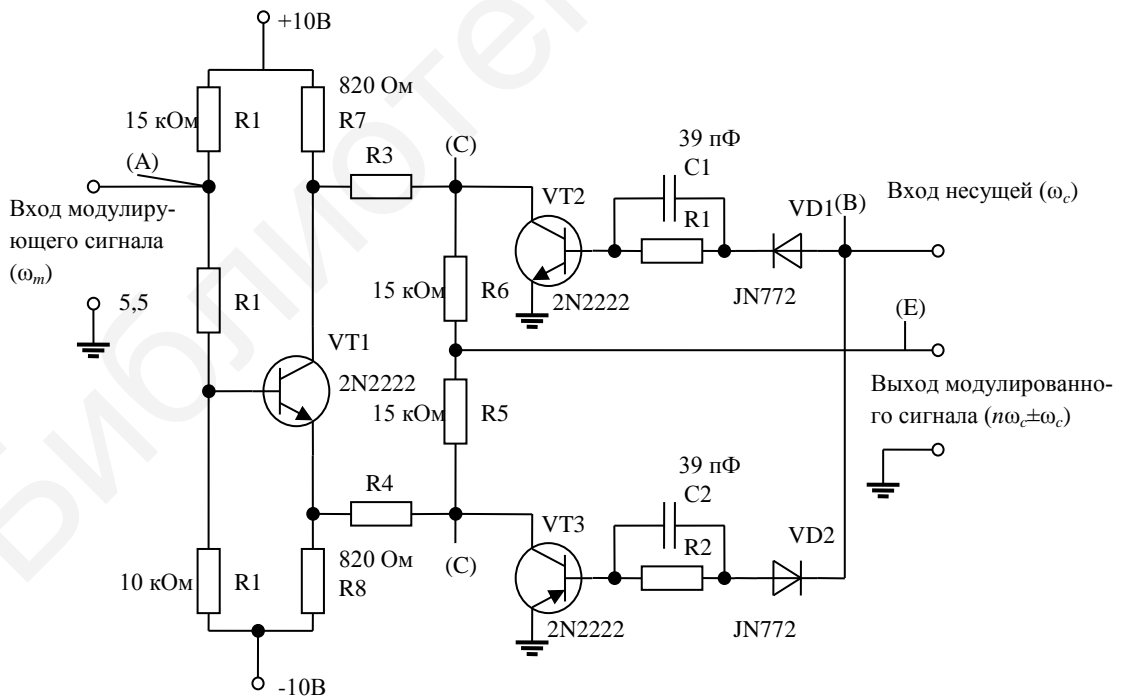 +10В
820 Ом
R7
15 кОм
R1
(A)
R3
(C)
39 пФ
C1
VT2
R1
VD1
(B)
Вход несущей (ωc)
Вход модулиру-
ющего сигнала
(ωm)
JN772
2N2222
15 кОм
R6
R1
5,5
(E)
VT1
2N2222
15 кОм
R5
Выход модулированно-
го сигнала (nωc±ωc)
R4
39 пФ
C2
VT3
R2
VD2
(C)
820 Ом
R8
10 кОм
R1
2N2222
JN772
-10В
Библиоте